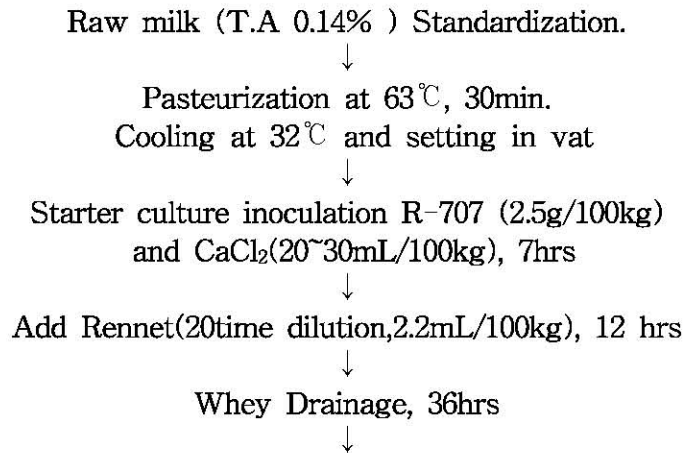 Raw milk (T.A 0.14% ) Standardization.
↓
Pasteurization at 63℃, 30min.
Cooling at 32℃ and setting in vat
↓
Starter culture inoculation R-707 (2.5g/100kg)
and CaCl₂(20~30mL/100kg), 7hrs
↓
Add Rennet(20time dilution,2.2mL/100kg), 12 hrs
↓
Whey Drainage, 36hrs
↓